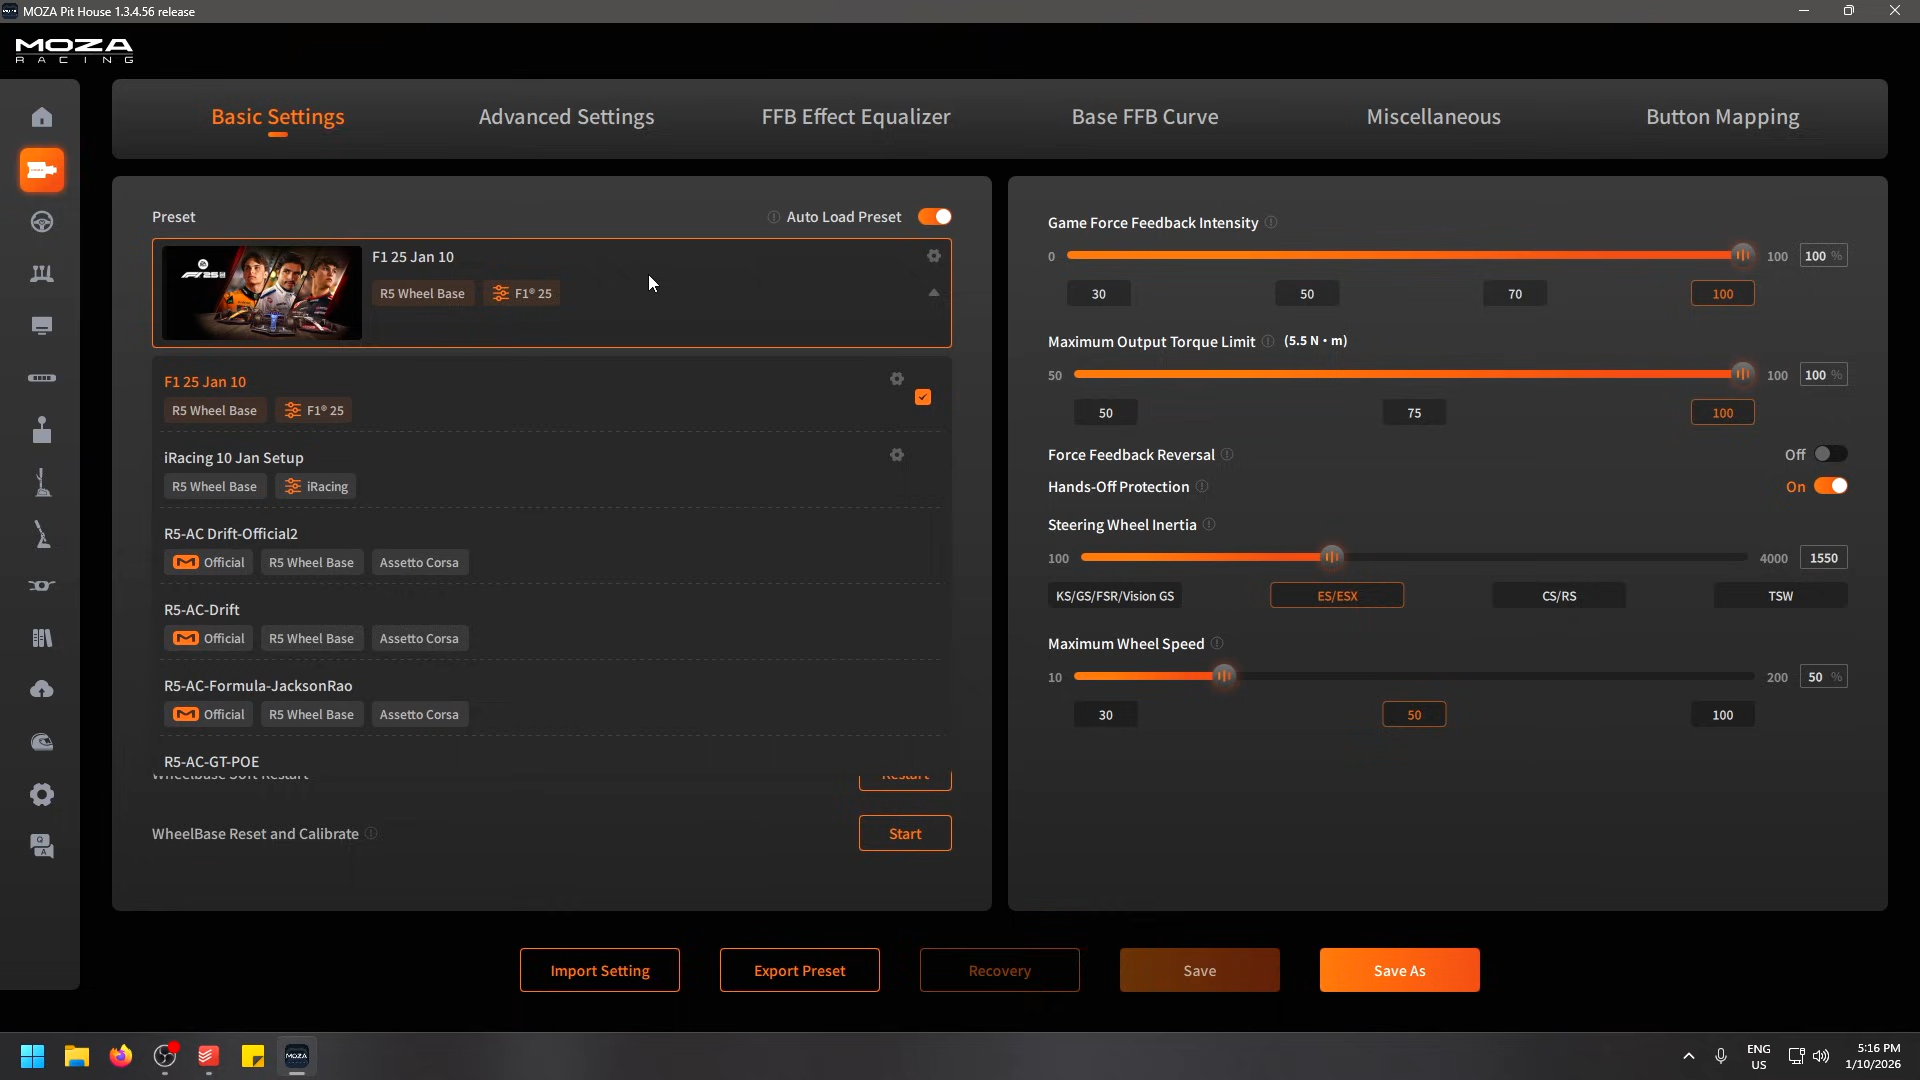 MOZA Pit House 1.3.4.56 release
MOZA
RACING
Basic Settings
Advanced Settings
FFB Effect Equalizer
Base FFB Curve
Miscellaneous
Button Mapping
Preset
Auto Load Preset
F1 25 Jan 10
R5 Wheel Base
F1® 25
F1 25 Jan 10
R5 Wheel Base
F1® 25
iRacing 10 Jan Setup
R5 Wheel Base
iRacing
R5-AC Drift-Official2
Official R5 Wheel Base Assetto Corsa
R5-AC-Drift
Official R5 Wheel Base Assetto Corsa
R5-AC-Formula-JacksonRao
Official R5 Wheel Base Assetto Corsa
R5-AC-GT-POE
Wheelbase Soft Restart
Restart
WheelBase Reset and Calibrate
Start
Game Force Feedback Intensity
0 100 100 %
30 50 70 100
Maximum Output Torque Limit (5.5 N·m)
50 100 100 %
50 75 100
Force Feedback Reversal Off
Hands-Off Protection On
Steering Wheel Inertia
100 4000 1550
KS/GS/FSR/Vision GS ES/ESX CS/RS TSW
Maximum Wheel Speed
10 200 50 %
30 50 100
Import Setting
Export Preset
Recovery
Save
Save As
MOZA
ENG
US
5:16 PM
1/10/2026